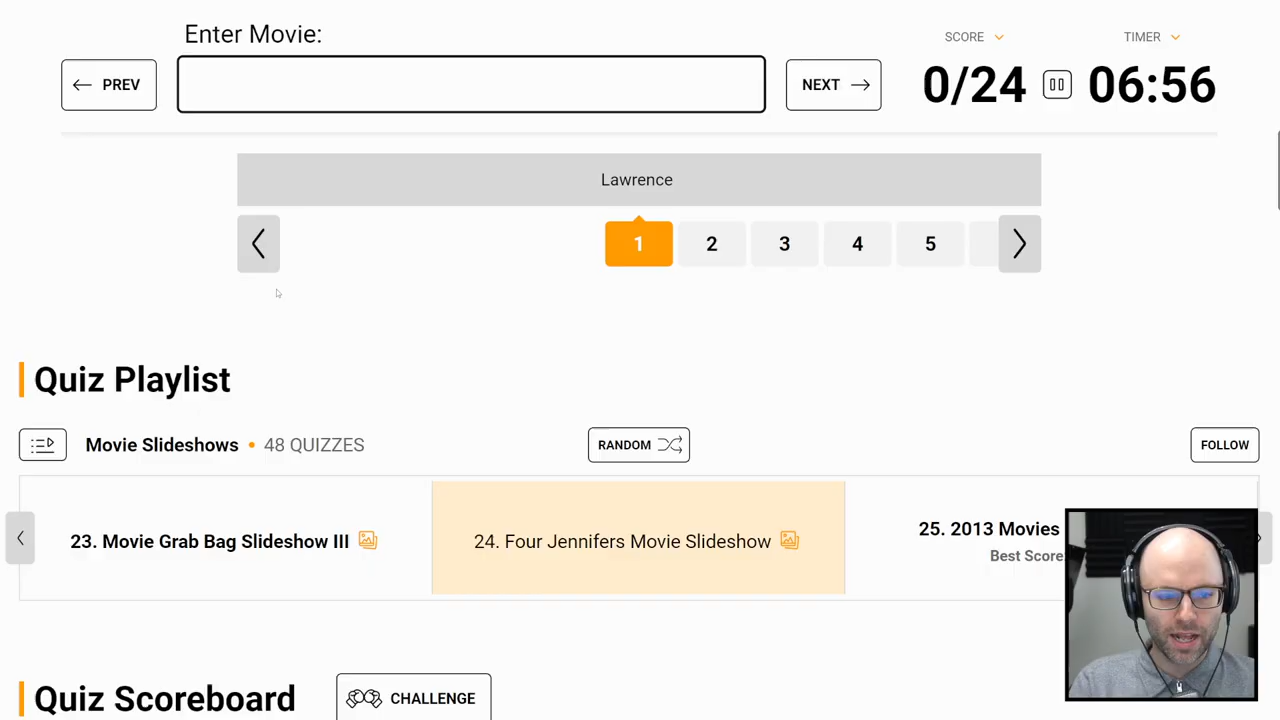 Enter Movie:
SCORE
TIMER
PREV
NEXT
0/24
06:56
Lawrence
1
2
3
4
5
Quiz Playlist
Movie Slideshows • 48 QUIZZES
RANDOM
FOLLOW
23. Movie Grab Bag Slideshow III
24. Four Jennifers Movie Slideshow
25. 2013 Movies
Best Score:
Quiz Scoreboard
CHALLENGE